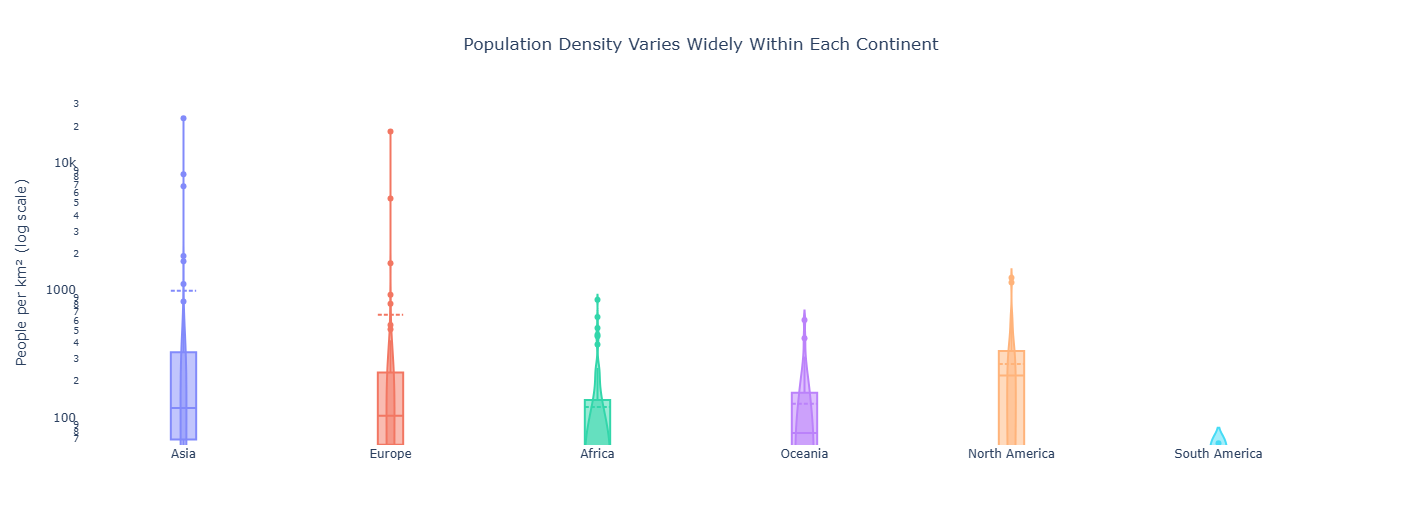 Population Density Varies Widely Within Each Continent
People per km² (log scale)
3
2
10k
9
8
7
6
5
4
3
2
1000
9
8
7
6
5
4
3
2
100
9
8
7
Asia
Europe
Africa
Oceania
North America
South America